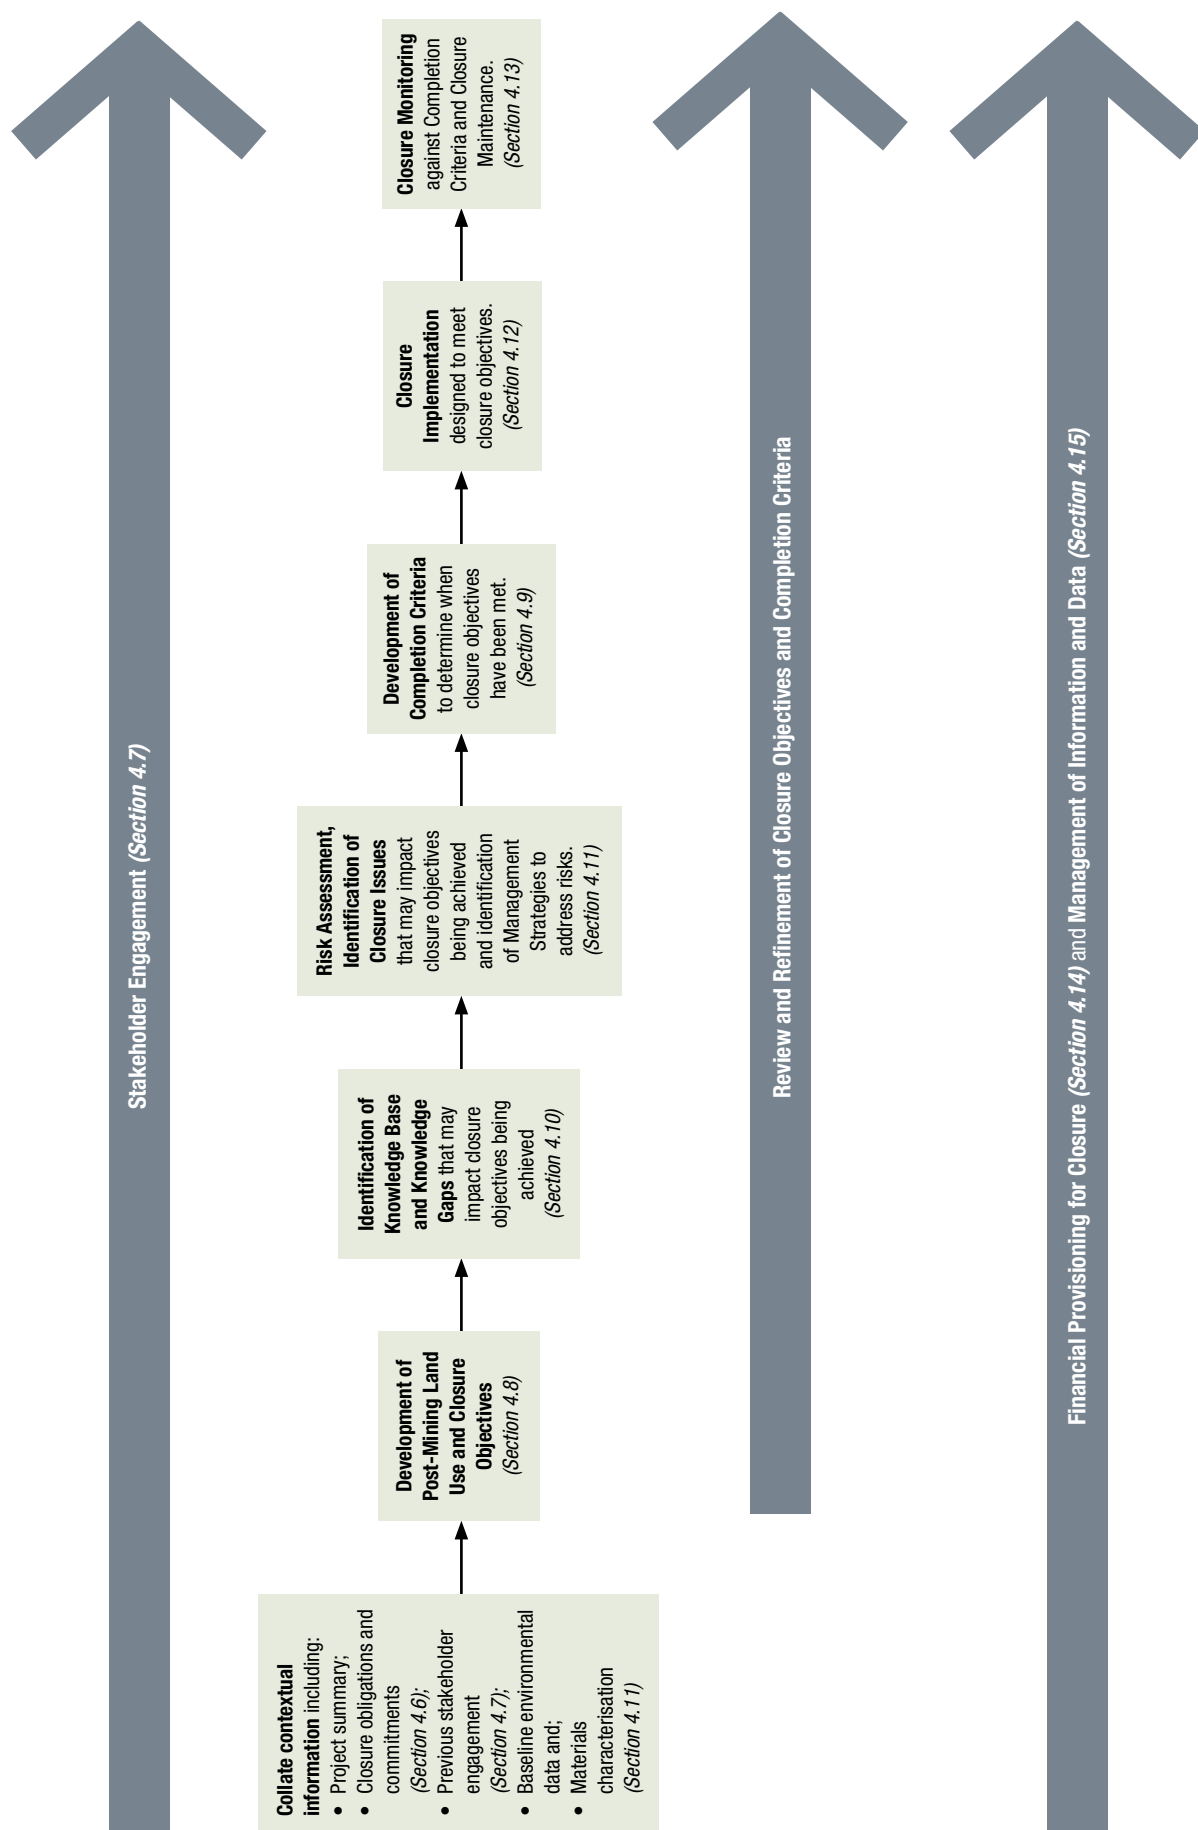 Stakeholder Engagement (Section 4.7)
Collate contextual
information including:
• Project summary;
• Closure obligations and
commitments
(Section 4.6);
• Previous stakeholder
engagement
(Section 4.7);
• Baseline environmental
data and;
• Materials
characterisation
(Section 4.11)
Development of
Post-Mining Land
Use and Closure
Objectives
(Section 4.8)
Identification of
Knowledge Base
and Knowledge
Gaps that may
impact closure
objectives being
achieved
(Section 4.10)
Risk Assessment,
Identification of
Closure Issues
that may impact
closure objectives
being achieved
and identification
of Management
Strategies to
address risks.
(Section 4.11)
Development of
Completion Criteria
to determine when
closure objectives
have been met.
(Section 4.9)
Closure
Implementation
designed to meet
closure objectives.
(Section 4.12)
Closure Monitoring
against Completion
Criteria and Closure
Maintenance.
(Section 4.13)
Review and Refinement of Closure Objectives and Completion Criteria
Financial Provisioning for Closure (Section 4.14) and Management of Information and Data (Section 4.15)